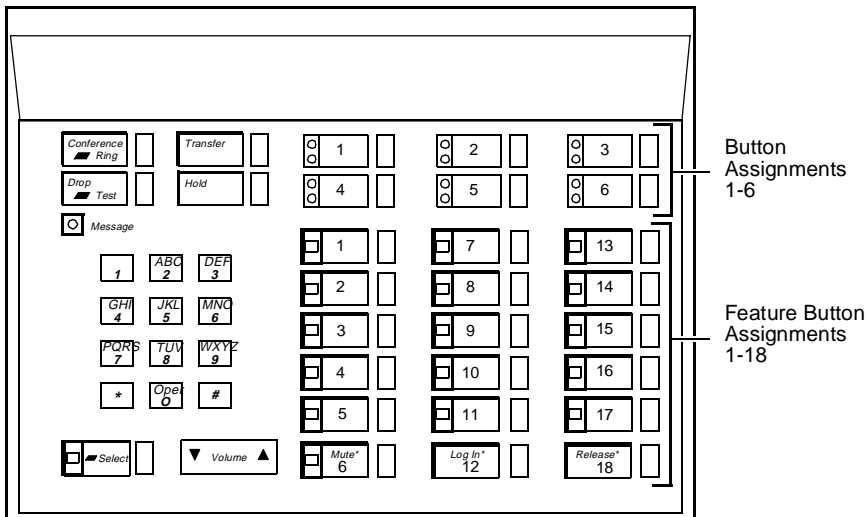 Conference
Ring
Transfer
1
2
3
Drop
Test
Hold
4
5
6
Message
Button
Assignments
1-6
1
7
13
2
8
14
3
9
15
4
10
16
5
11
17
Mute*
6
Log In*
12
Release*
18
1
ABC
2
DEF
3
GHI
4
JKL
5
MNO
6
PQRS
7
TUV
8
WXYZ
9
*
Oper
0
#
Select
▼ Volume ▲
Feature Button
Assignments
1-18